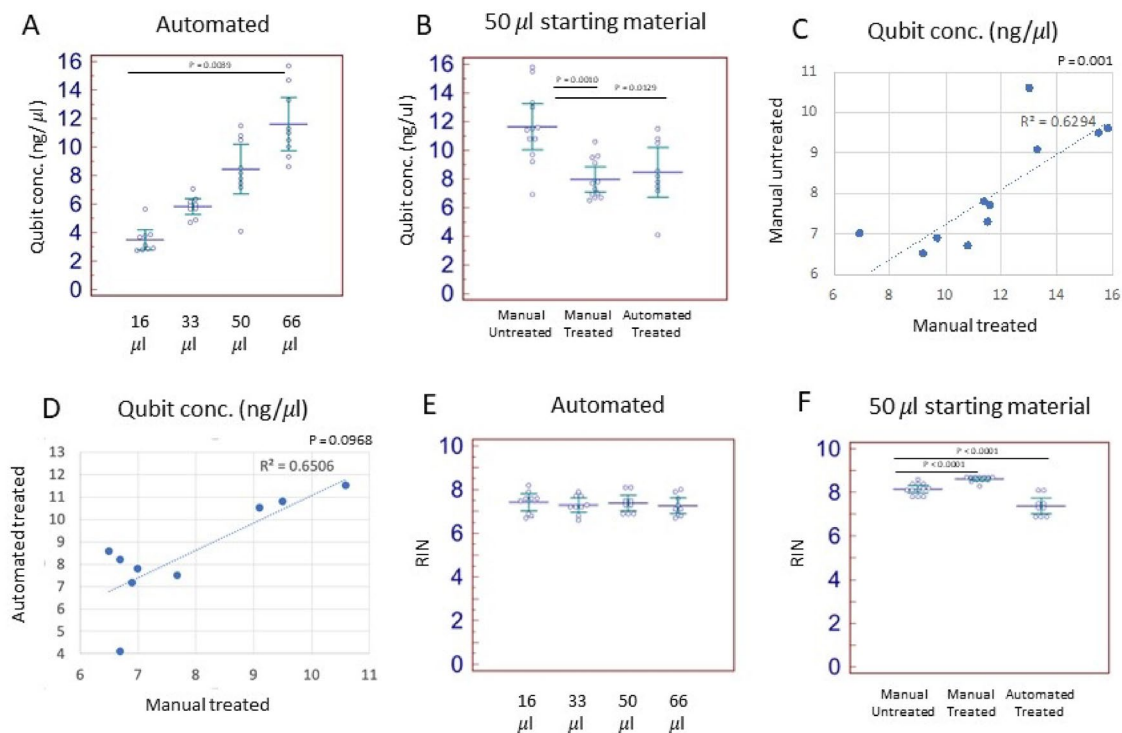 A
Automated
Qubit conc. (ng/ μl)
16
14
12
10
8
6
4
2
0
P = 0.0039
16 μl
33 μl
50 μl
66 μl
B
50 μl starting material
Qubit conc. (ng/ul)
16
14
12
10
8
6
4
2
0
P = 0.0010
P = 0.0129
Manual Untreated
Manual Treated
Automated Treated
C
Qubit conc. (ng/μl)
P = 0.001
Manual untreated
11
10
9
8
7
6
R² = 0.6294
6 8 10 12 14 16
Manual treated
D
Qubit conc. (ng/μl)
P = 0.0968
R² = 0.6506
Automated treated
13
12
11
10
9
8
7
6
5
4
6 7 8 9 10 11
Manual treated
E
Automated
RIN
10
8
6
4
2
0
16 μl
33 μl
50 μl
66 μl
F
50 μl starting material
RIN
10
8
6
4
2
0
P < 0.0001
P < 0.0001
Manual Untreated
Manual Treated
Automated Treated